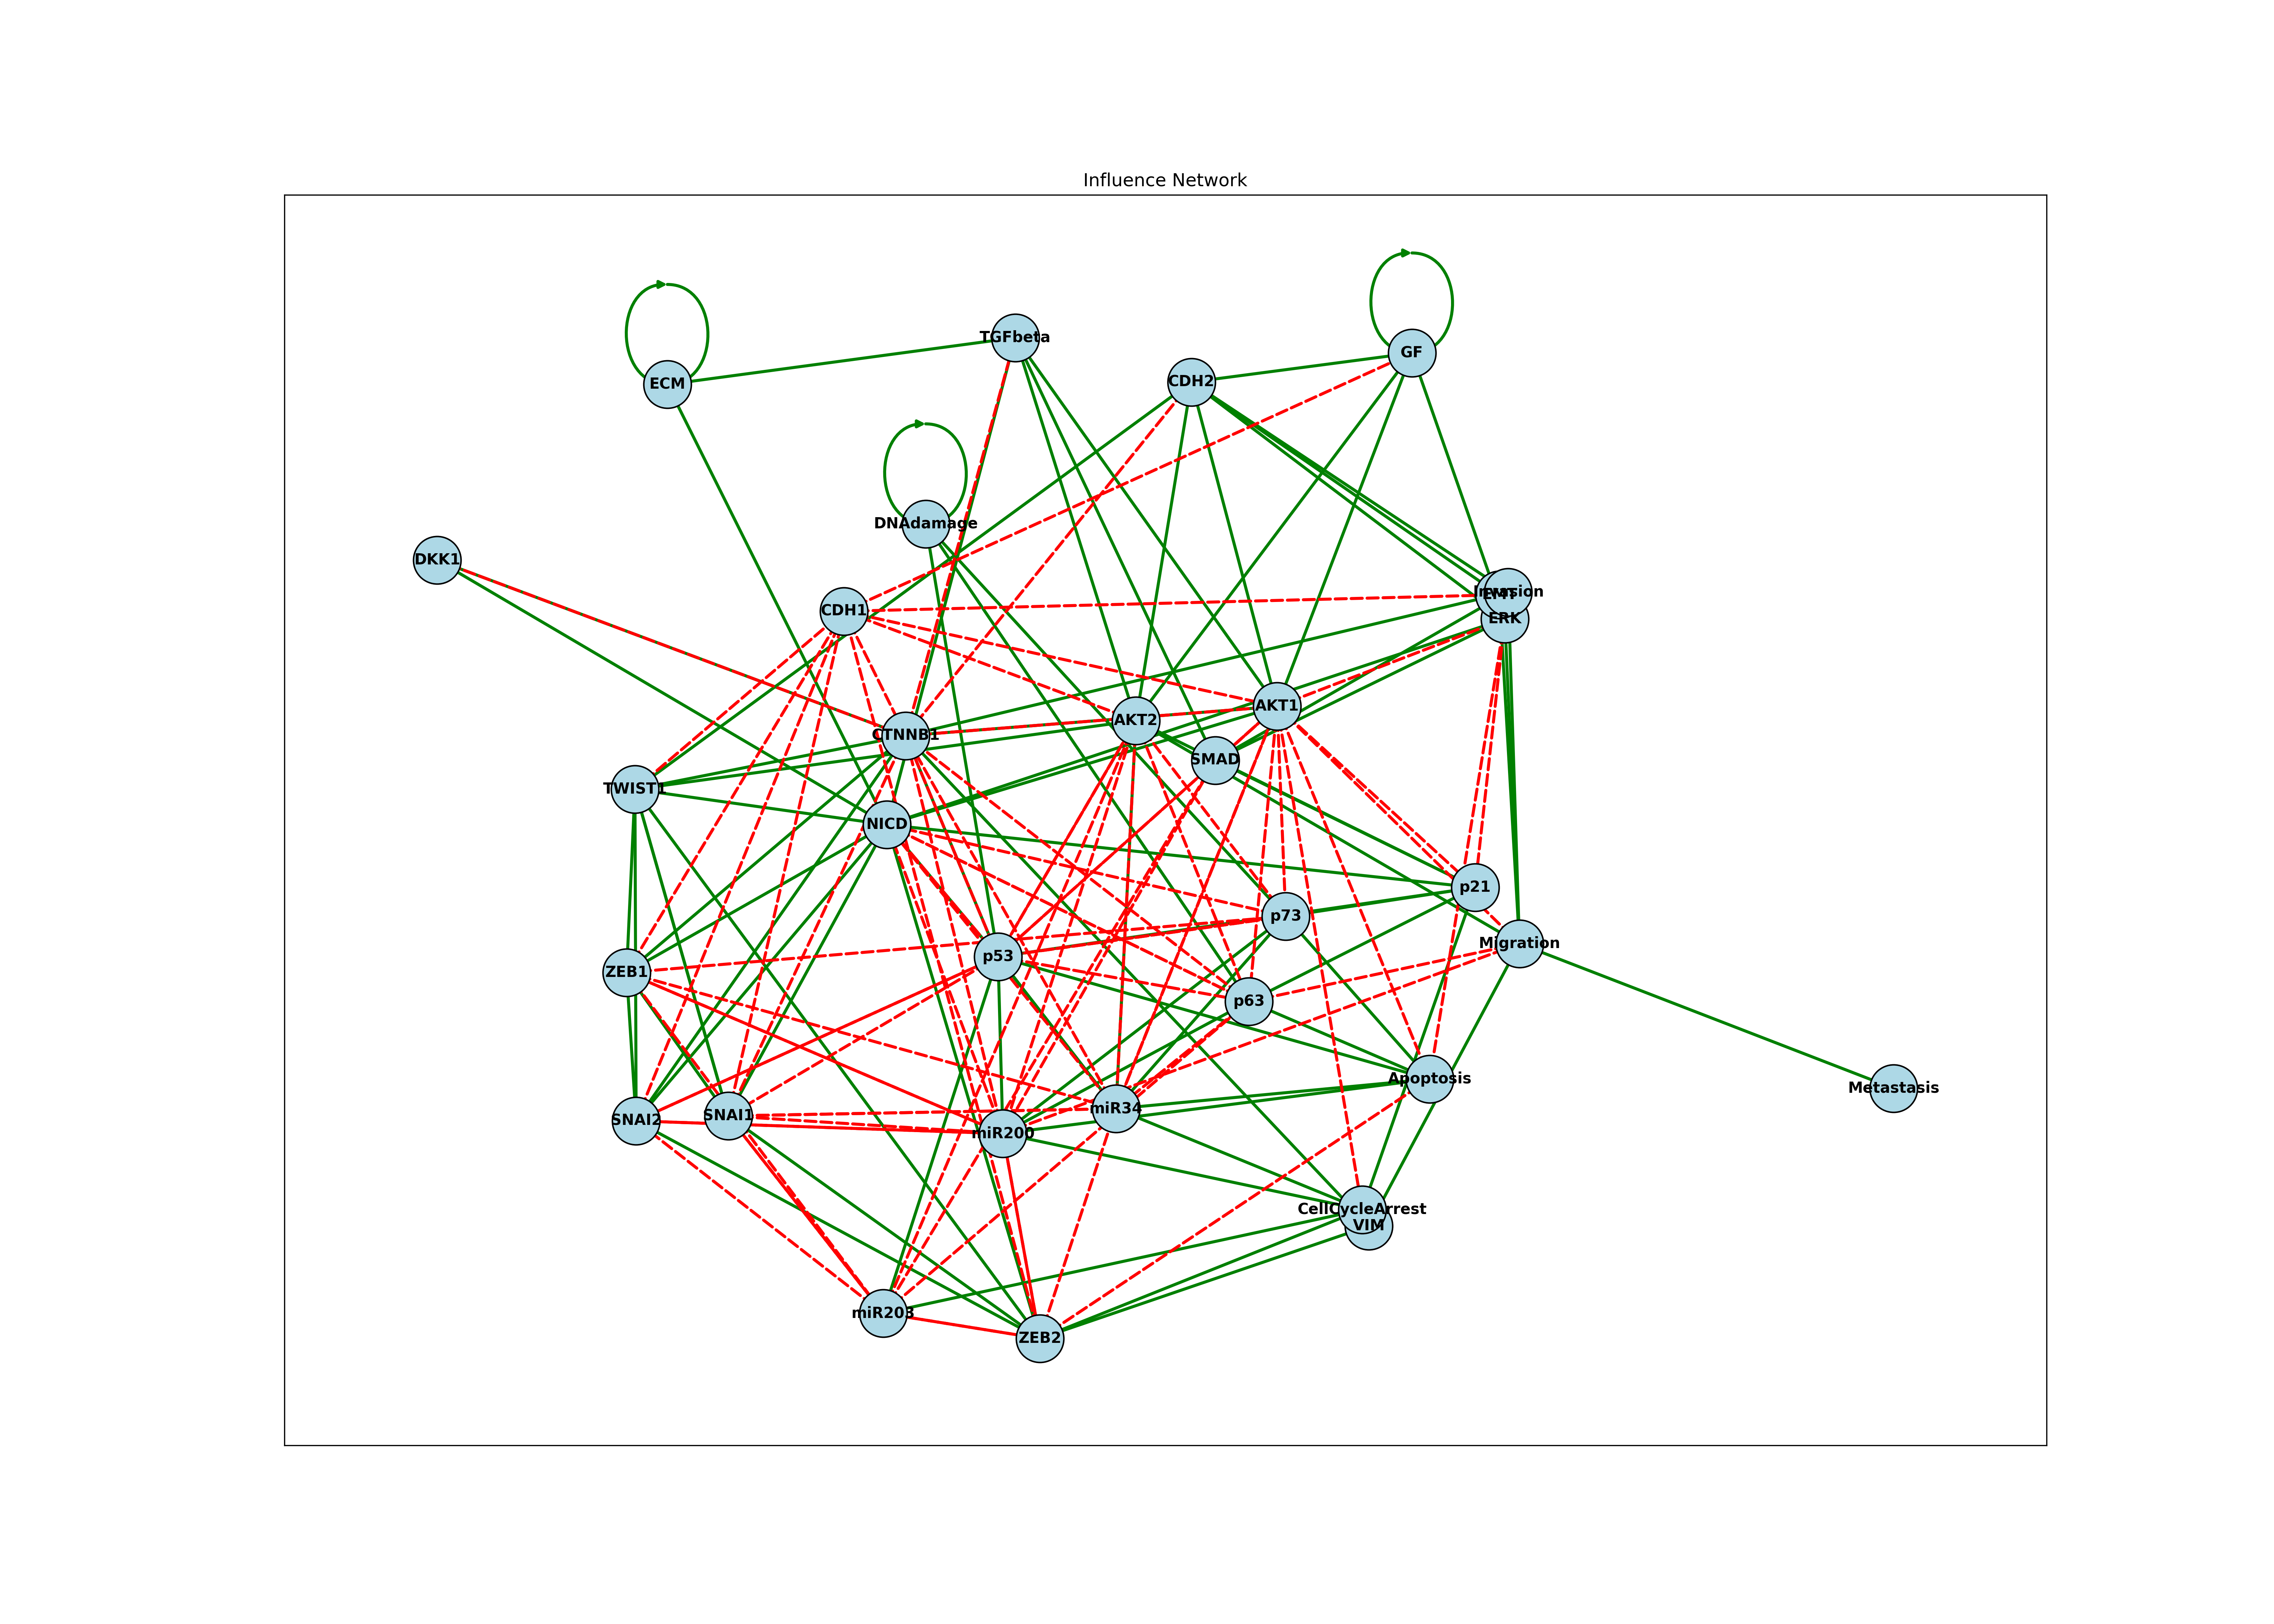 Influence Network
TGfbeta
GF
CDH2
ECM
DNAdamage
DKK1
Invasion
EMT
CDH1
ERK
AKT1
AKT2
CTNNB1
SMAD
TWIST1
NICD
p21
p73
Migration
p53
ZEB1
p63
Apoptosis
Metastasis
miR34
SNAI1
SNAI2
miR200
CellCycleArrest
VIM
miR203
ZEB2